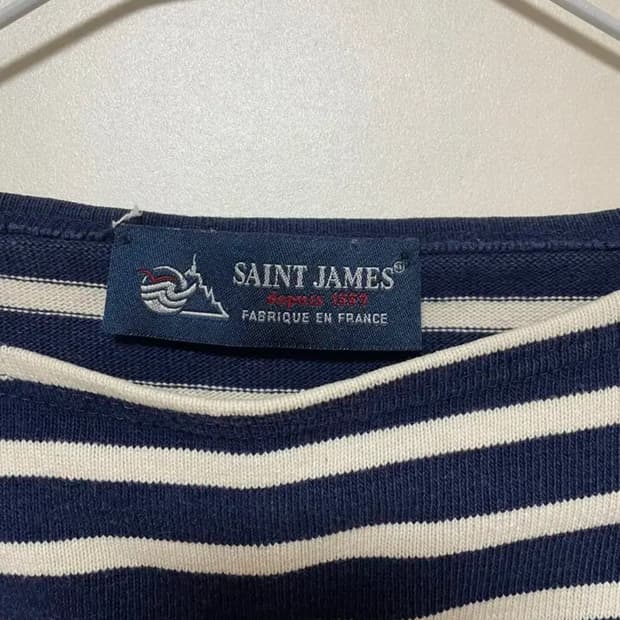 SAINT JAMES
depuis 1889
FABRIQUE EN FRANCE